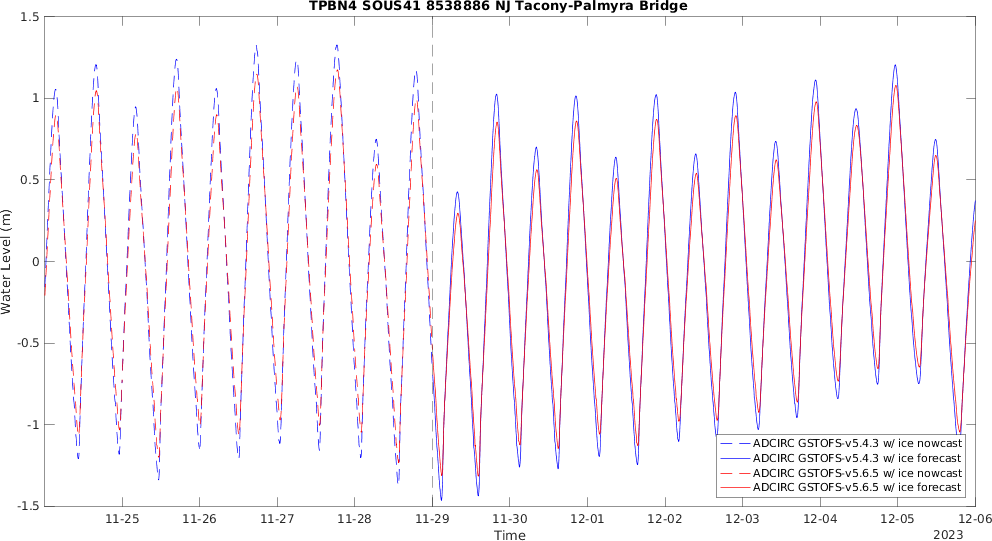 TPBN4 SOUS41 8538886 NJ Tacony-Palmyra Bridge
1.5
1
0.5
0
-0.5
-1
-1.5
Water Level (m)
11-25 11-26 11-27 11-28 11-29 11-30 12-01 12-02 12-03 12-04 12-05 12-06
Time
2023
ADCIRC GSTOFS-v5.4.3 w/ ice nowcast
ADCIRC GSTOFS-v5.4.3 w/ ice forecast
ADCIRC GSTOFS-v5.6.5 w/ ice nowcast
ADCIRC GSTOFS-v5.6.5 w/ ice forecast